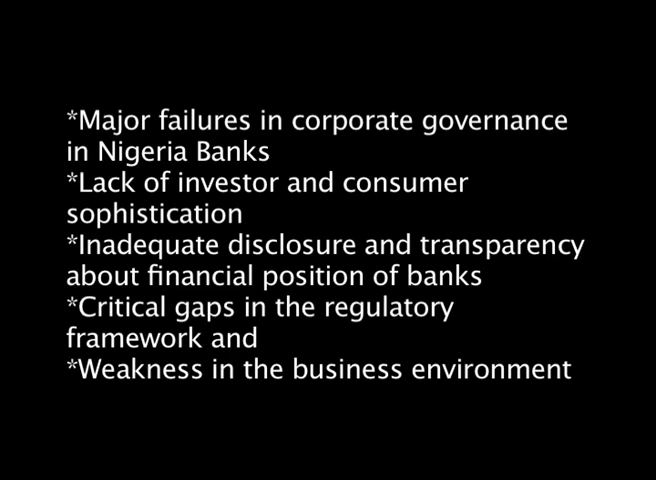 *Major failures in corporate governance
in Nigeria Banks
*Lack of investor and consumer
sophistication
*Inadequate disclosure and transparency
about financial position of banks
*Critical gaps in the regulatory
framework and
*Weakness in the business environment